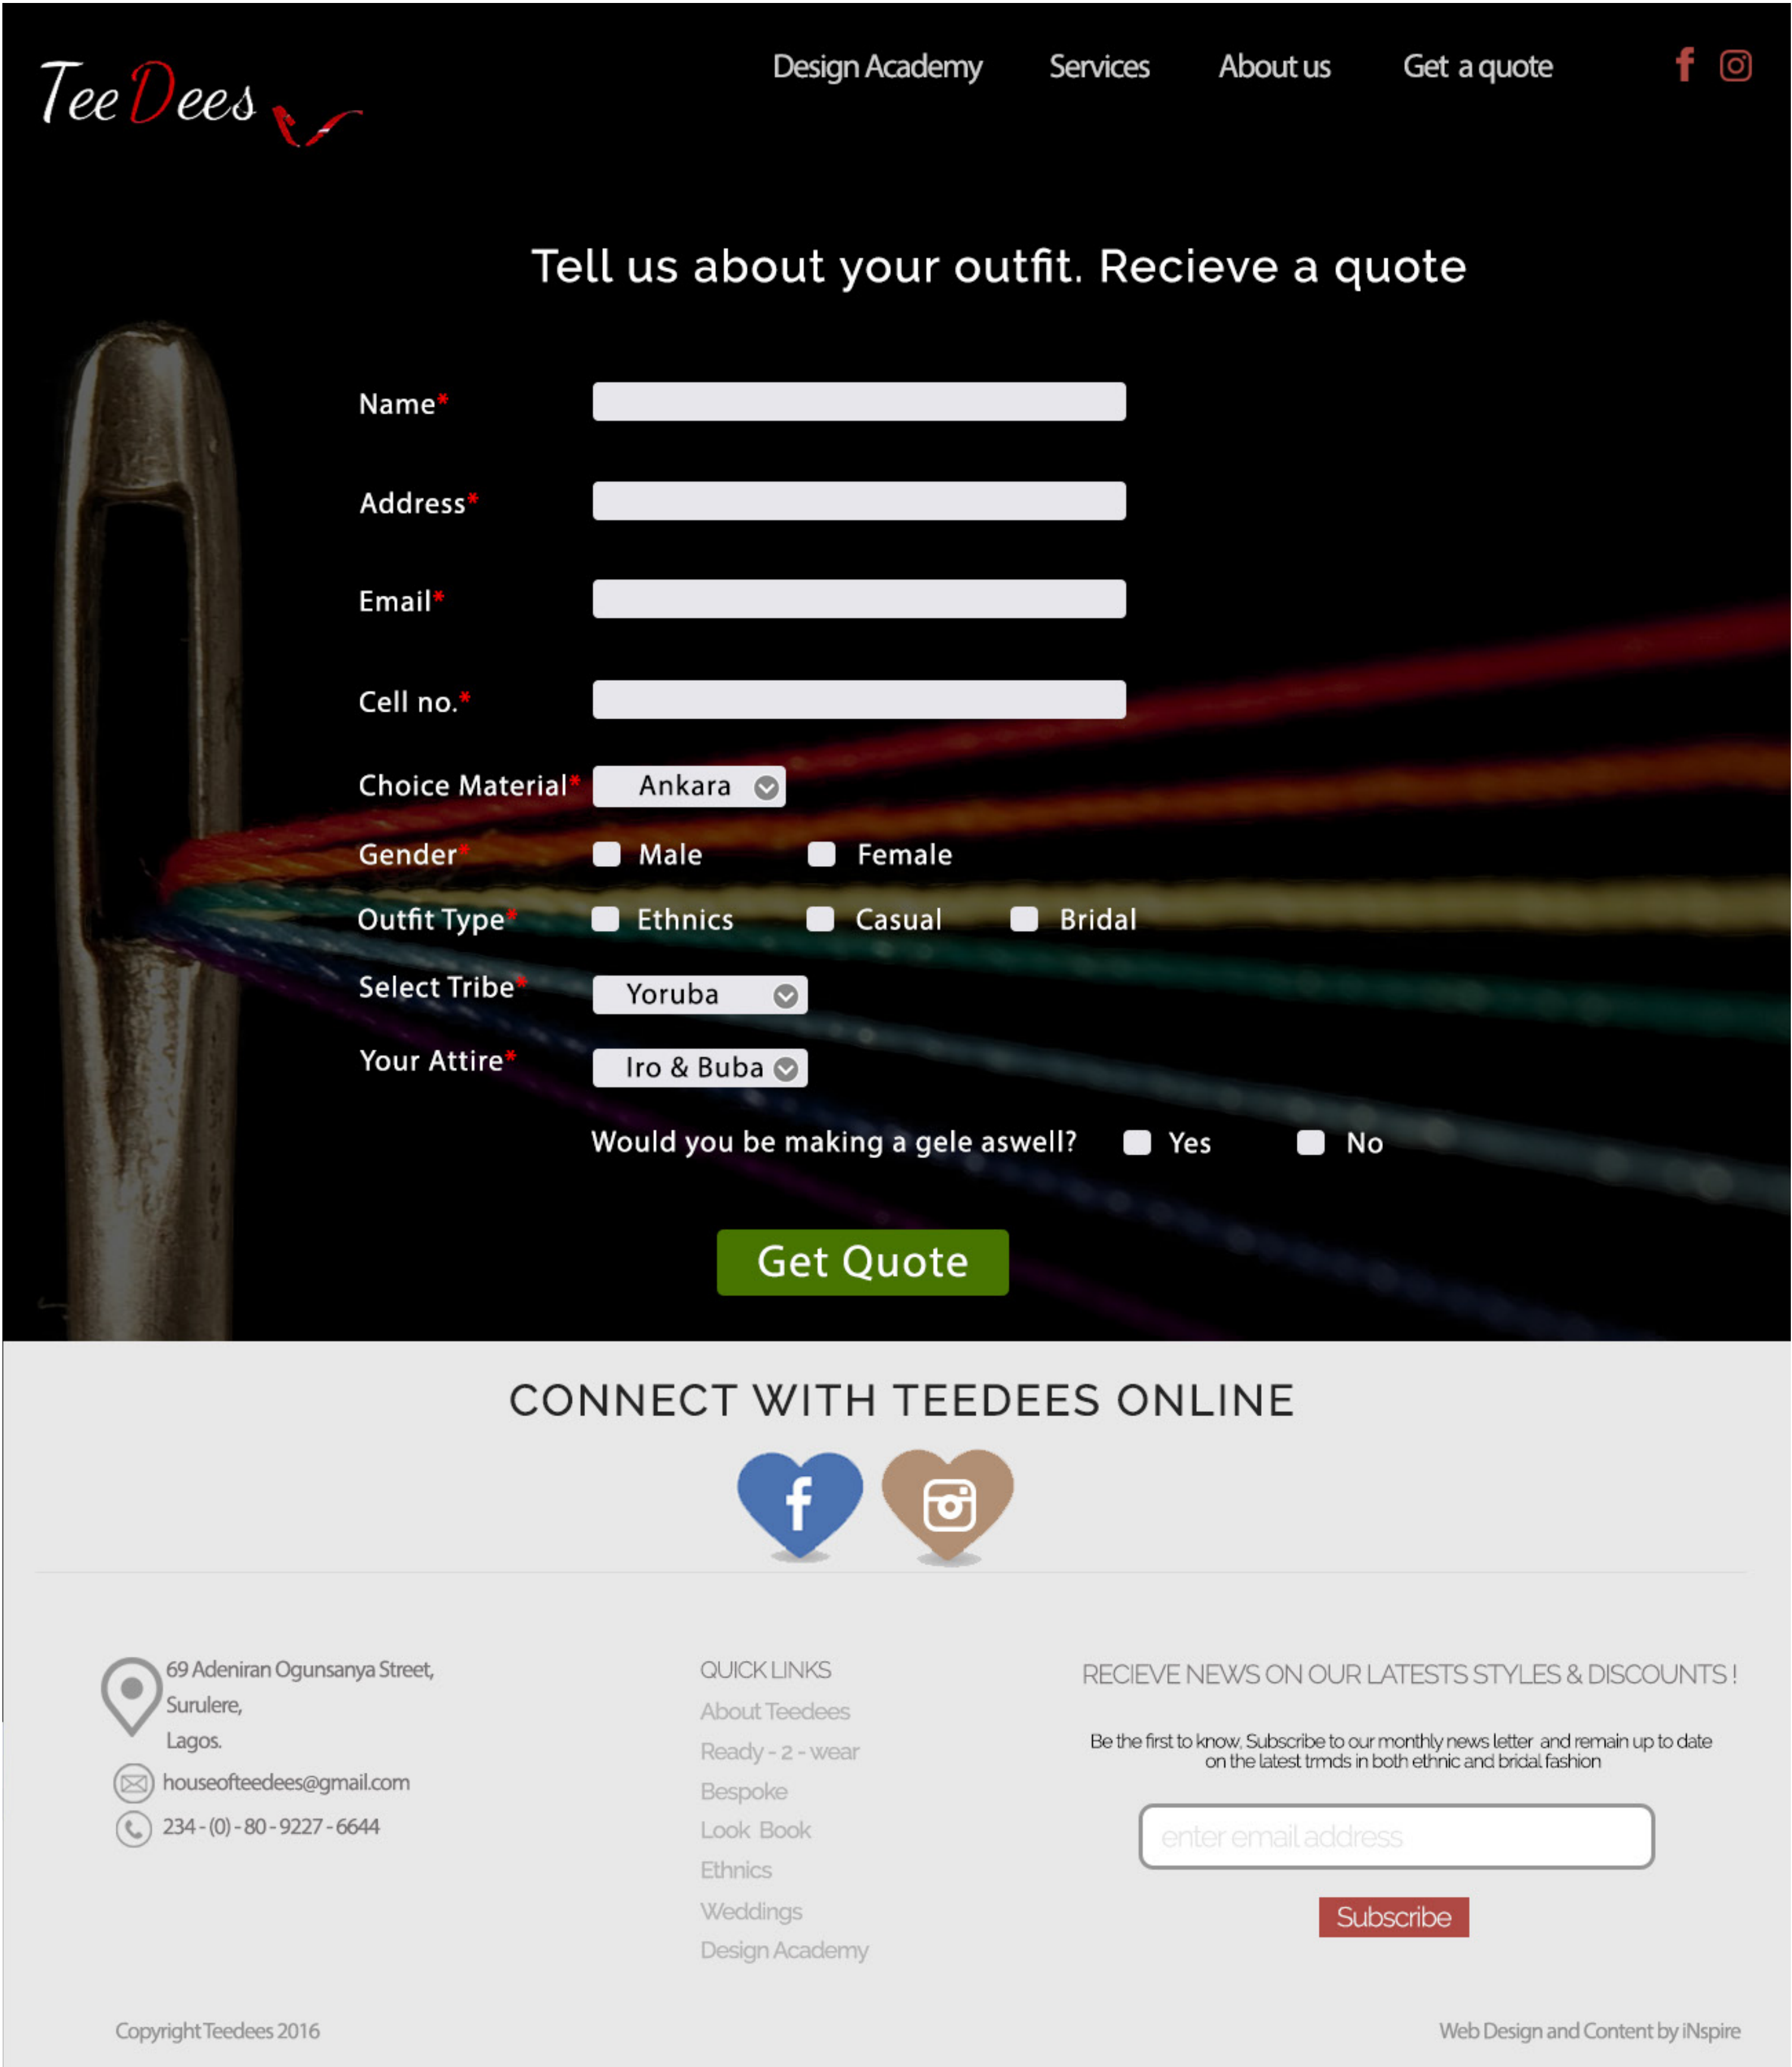 TeeDees
Design Academy Services About us Get a quote
Tell us about your outfit. Recieve a quote
Name*
Address*
Email*
Cell no.*
Choice Material* Ankara
Gender* Male Female
Outfit Type* Ethnics Casual Bridal
Select Tribe* Yoruba
Your Attire* Iro & Buba
Would you be making a gele aswell? Yes No
Get Quote
CONNECT WITH TEEDEES ONLINE
69 Adeniran Ogunsanya Street,
Surulere,
Lagos.
houseofteedees@gmail.com
234 - (0) - 80 - 9227 - 6644
QUICK LINKS
About Teedees
Ready - 2 - wear
Bespoke
Look Book
Ethnics
Weddings
Design Academy
RECIEVE NEWS ON OUR LATESTS STYLES & DISCOUNTS !
Be the first to know, Subscribe to our monthly news letter and remain up to date
on the latest trmds in both ethnic and bridal fashion
enter email address
Subscribe
Copyright Teedees 2016
Web Design and Content by iNspire